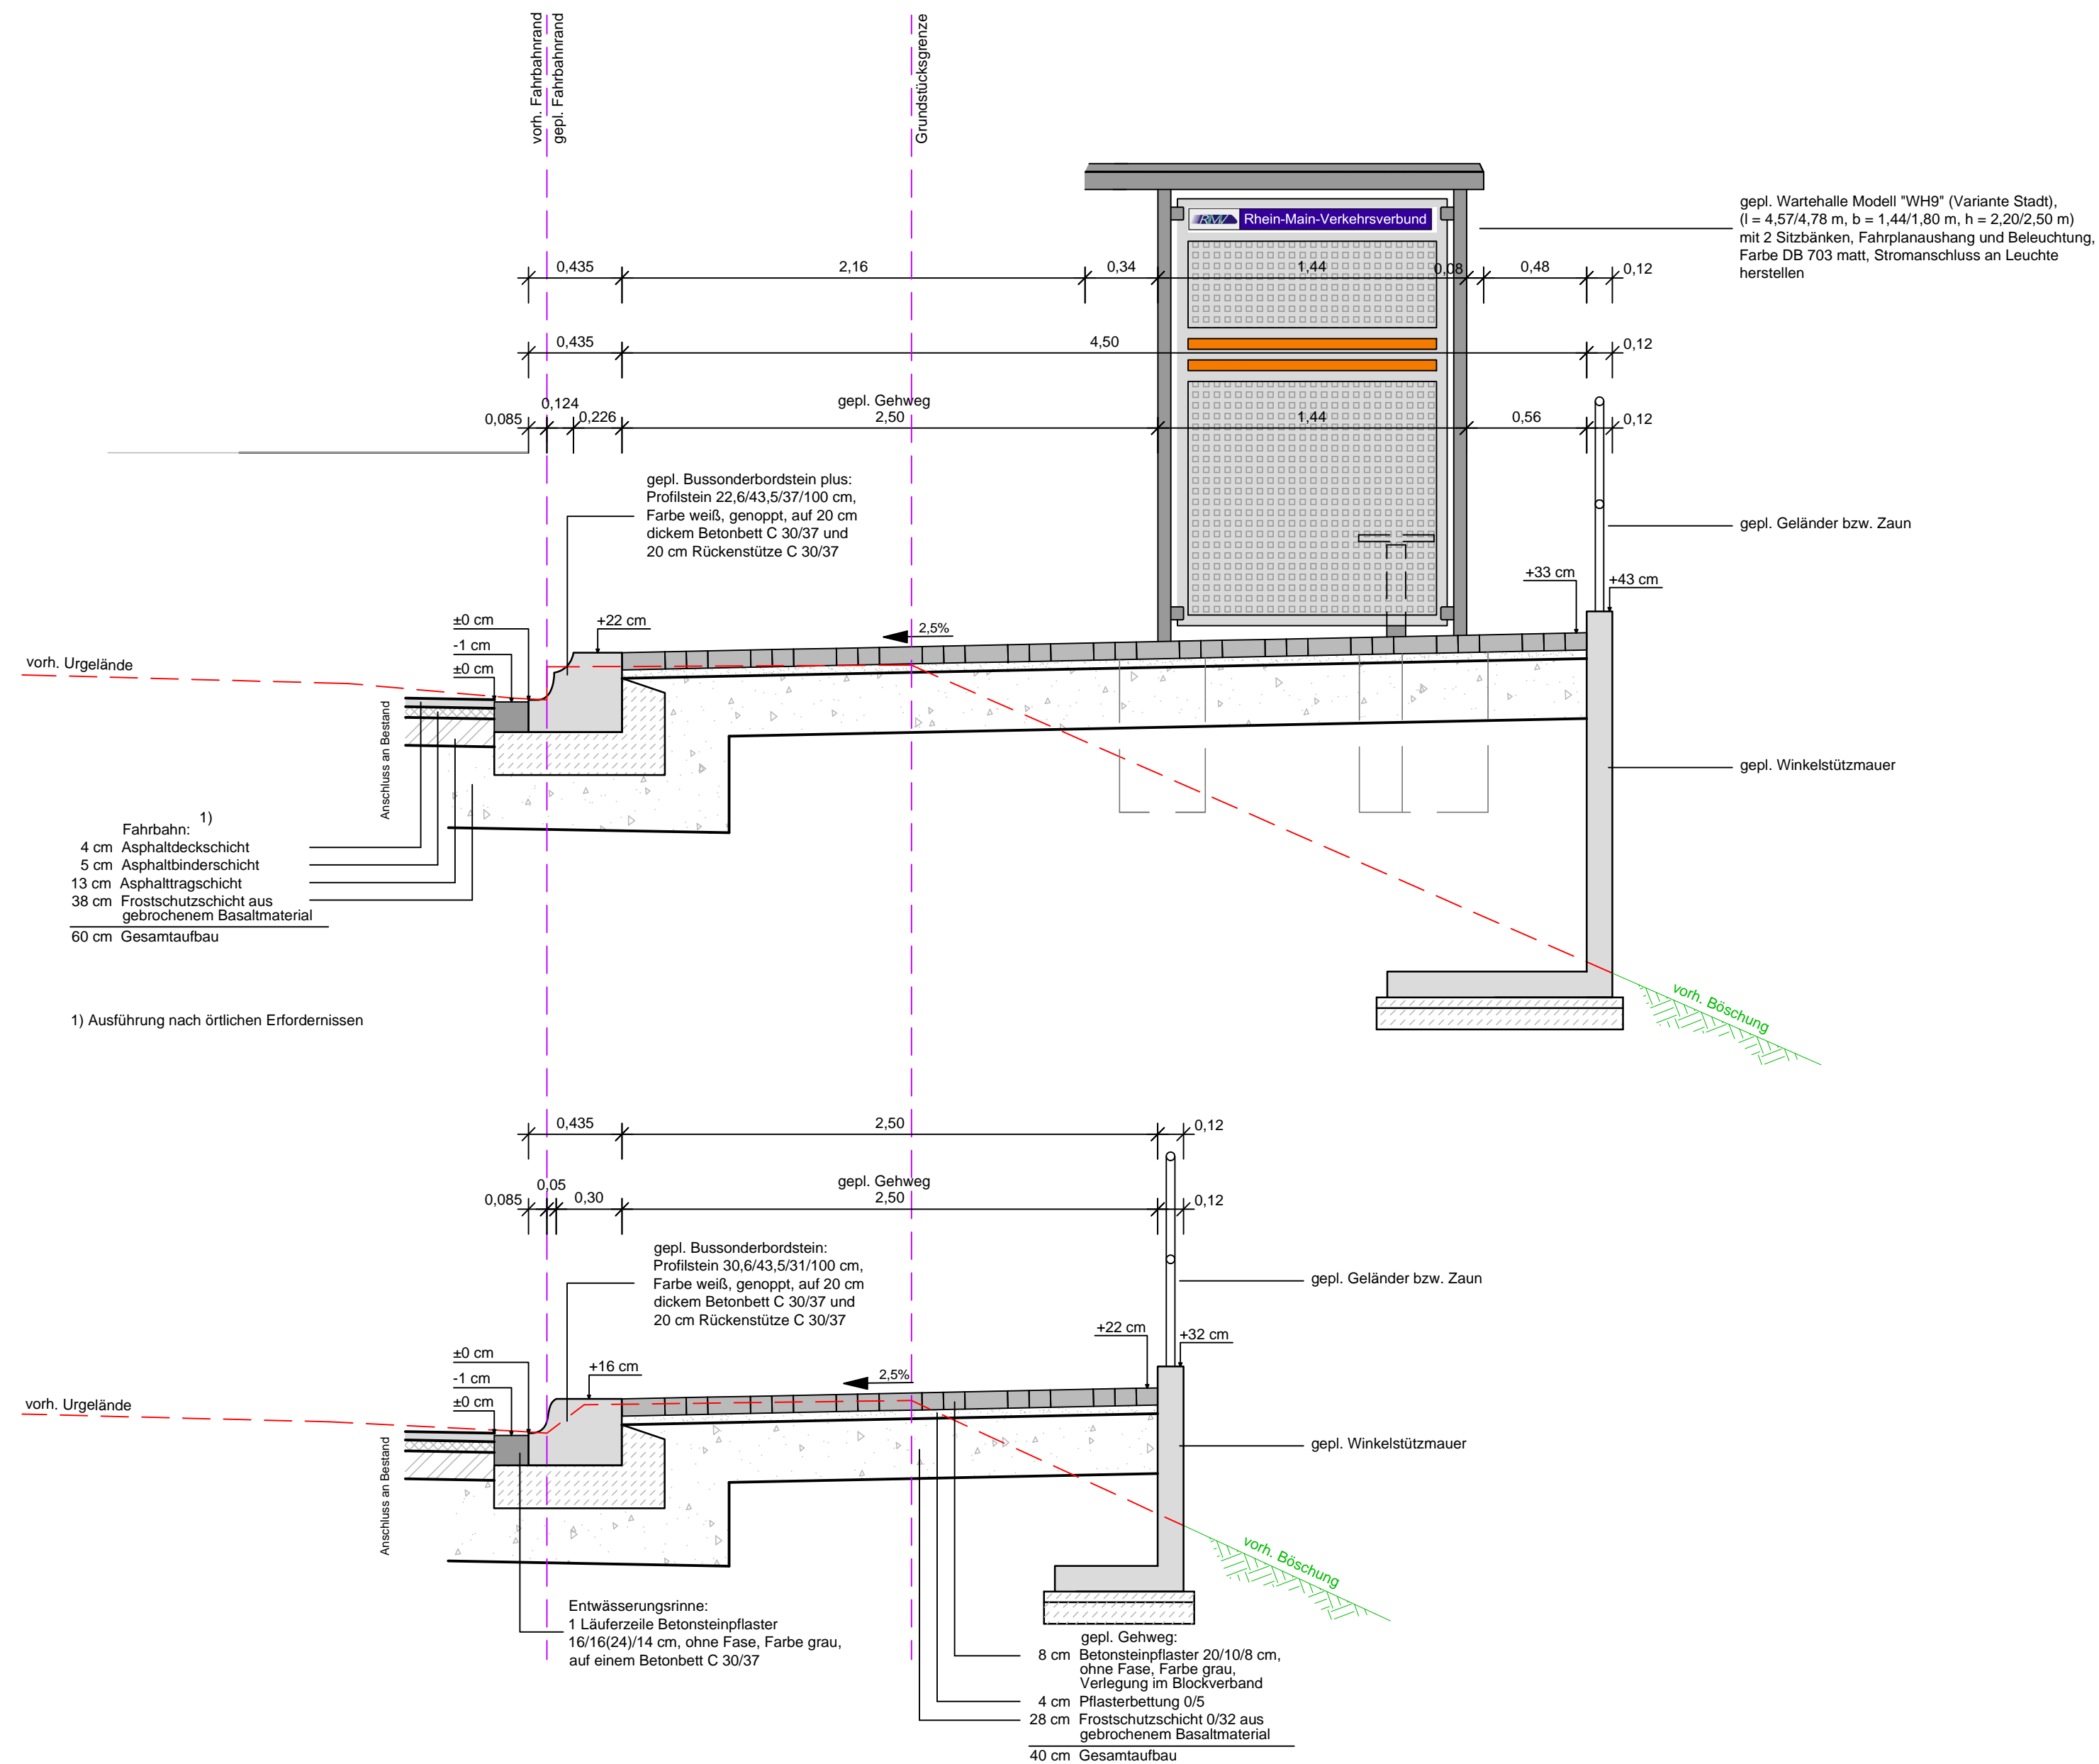 vorh. Fahrbahnrand
gepl. Fahrbahnrand
Grundstücksgrenze
gepl. Wartehalle Modell "WH9" (Variante Stadt),
(l = 4,57/4,78 m, b = 1,44/1,80 m, h = 2,20/2,50 m)
mit 2 Sitzbänken, Fahrplanaushang und Beleuchtung,
Farbe DB 703 matt, Stromanschluss an Leuchte
herstellen
RMV Rhein-Main-Verkehrsverbund
0,435 2,16 0,34 1,44 0,08 0,48 0,12
0,435 4,50 0,12
gepl. Gehweg
0,085 0,124 0,226 2,50 1,44 0,56 0,12
gepl. Bussonderbordstein plus:
Profilstein 22,6/43,5/37/100 cm,
Farbe weiß, genoppt, auf 20 cm
dickem Betonbett C 30/37 und
20 cm Rückenstütze C 30/37
gepl. Geländer bzw. Zaun
+33 cm
+43 cm
±0 cm
+22 cm
2,5%
-1 cm
±0 cm
vorh. Urgelände
Anschluss an Bestand
gepl. Winkelstützmauer
1)
Fahrbahn:
4 cm Asphaltdeckschicht
5 cm Asphaltbinderschicht
13 cm Asphalttragschicht
38 cm Frostschutzschicht aus
gebrochenem Basaltmaterial
60 cm Gesamtaufbau
vorh. Böschung
1) Ausführung nach örtlichen Erfordernissen
0,435 2,50 0,12
gepl. Gehweg
0,085 0,05 0,30 2,50 0,12
gepl. Bussonderbordstein:
Profilstein 30,6/43,5/31/100 cm,
Farbe weiß, genoppt, auf 20 cm
dickem Betonbett C 30/37 und
20 cm Rückenstütze C 30/37
gepl. Geländer bzw. Zaun
+22 cm
+32 cm
±0 cm
+16 cm
2,5%
-1 cm
±0 cm
vorh. Urgelände
Anschluss an Bestand
gepl. Winkelstützmauer
vorh. Böschung
Entwässerungsrinne:
1 Läuferzeile Betonsteinpflaster
16/16(24)/14 cm, ohne Fase, Farbe grau,
auf einem Betonbett C 30/37
gepl. Gehweg:
8 cm Betonsteinpflaster 20/10/8 cm,
ohne Fase, Farbe grau,
Verlegung im Blockverband
4 cm Pflasterbettung 0/5
28 cm Frostschutzschicht 0/32 aus
gebrochenem Basaltmaterial
40 cm Gesamtaufbau